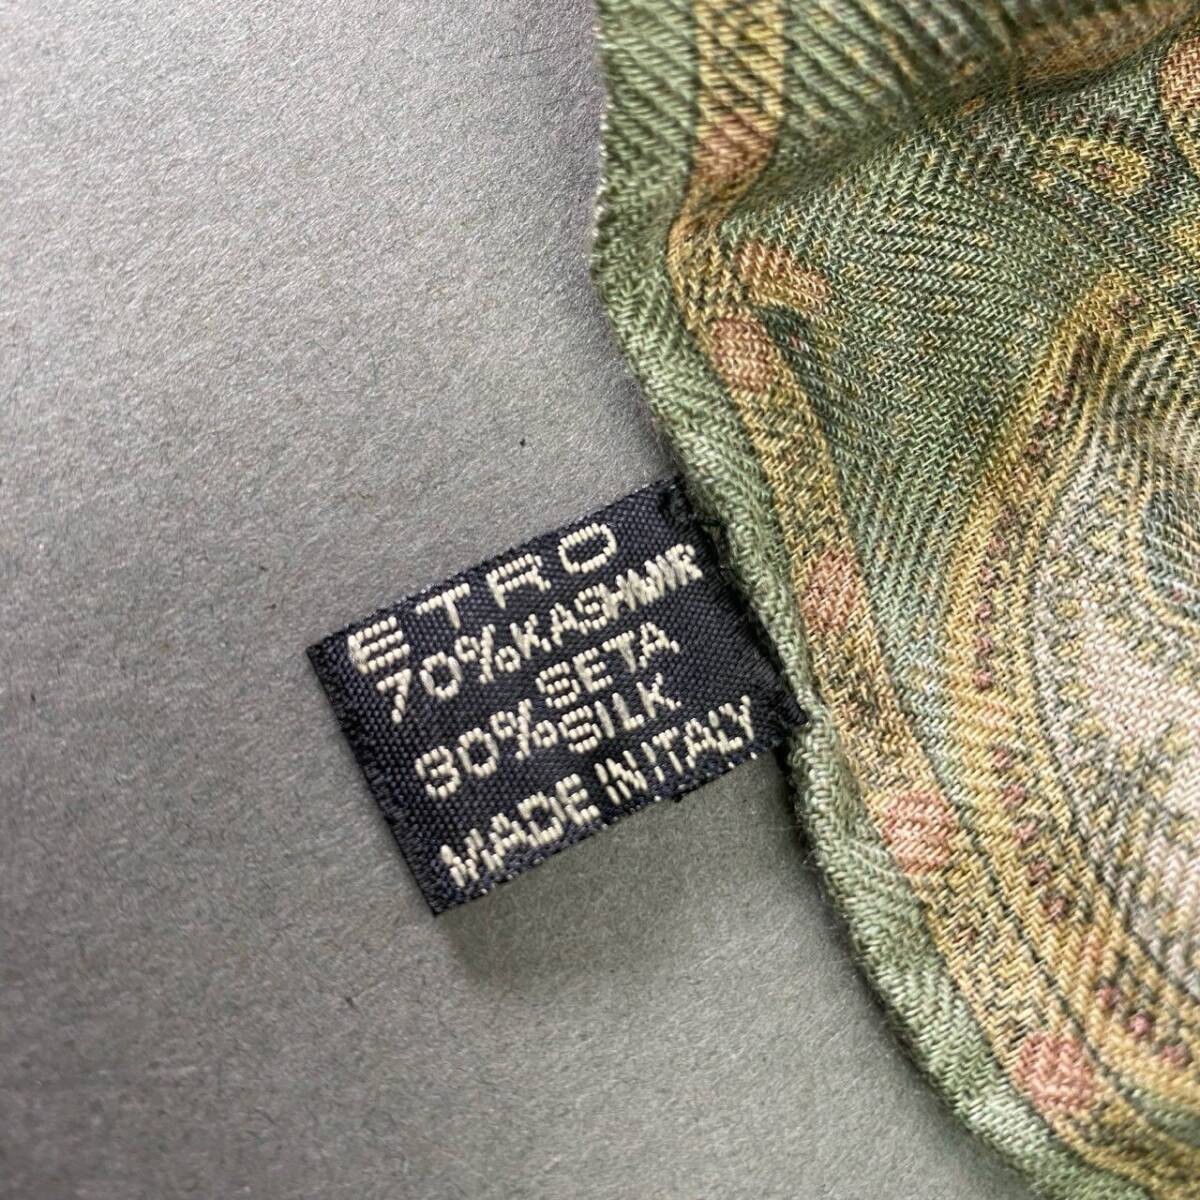 ETRO
70%KASHMIR
30%SETA
SILK
MADE IN ITALY